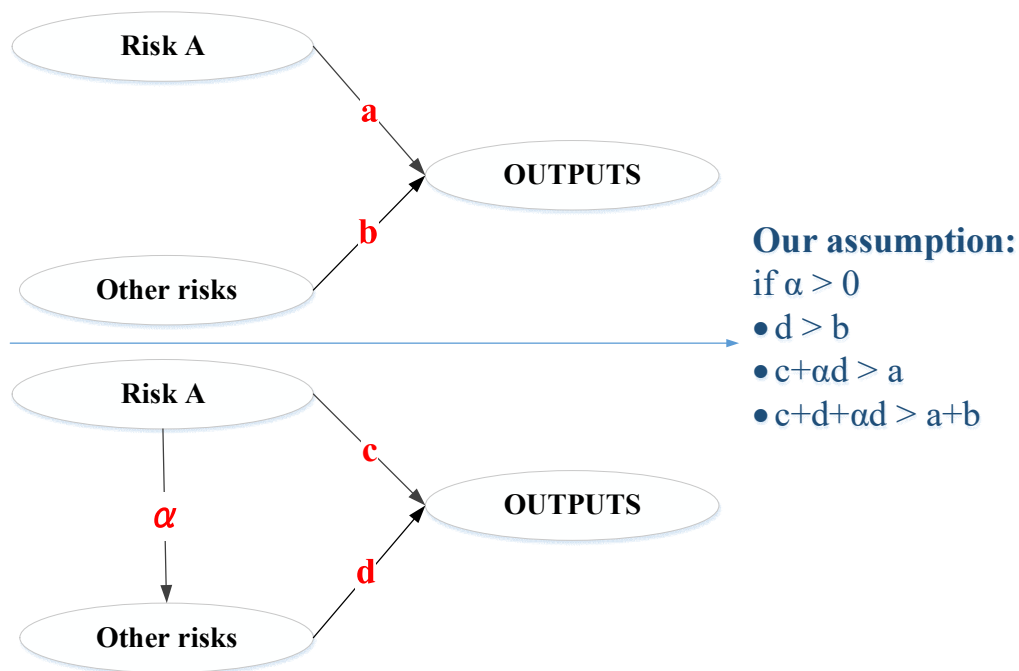 Risk A
a
OUTPUTS
b
Other risks
Our assumption:
if α > 0
• d > b
• c+αd > a
• c+d+αd > a+b
Risk A
c
α
OUTPUTS
d
Other risks